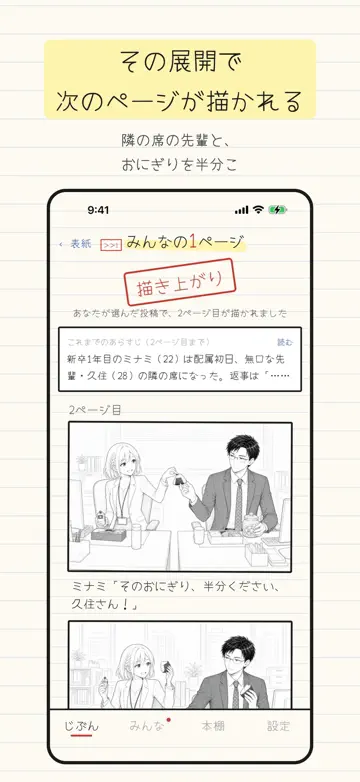 その展開で
次のページが描かれる
隣の席の先輩と、
おにぎりを半分こ
9:41
‹ 表紙 >>! みんなの1ページ
描き上がり
あなたが選んだ投稿で、2ページ目が描かれました
これまでのあらすじ（2ページ目まで） 読む
新卒1年目のミナミ（22）は配属初日、無口な先
輩・久住（28）の隣の席になった。返事は「……
2ページ目
ミナミ「そのおにぎり、半分ください、
久住さん！」
じぶん みんな 本棚 設定